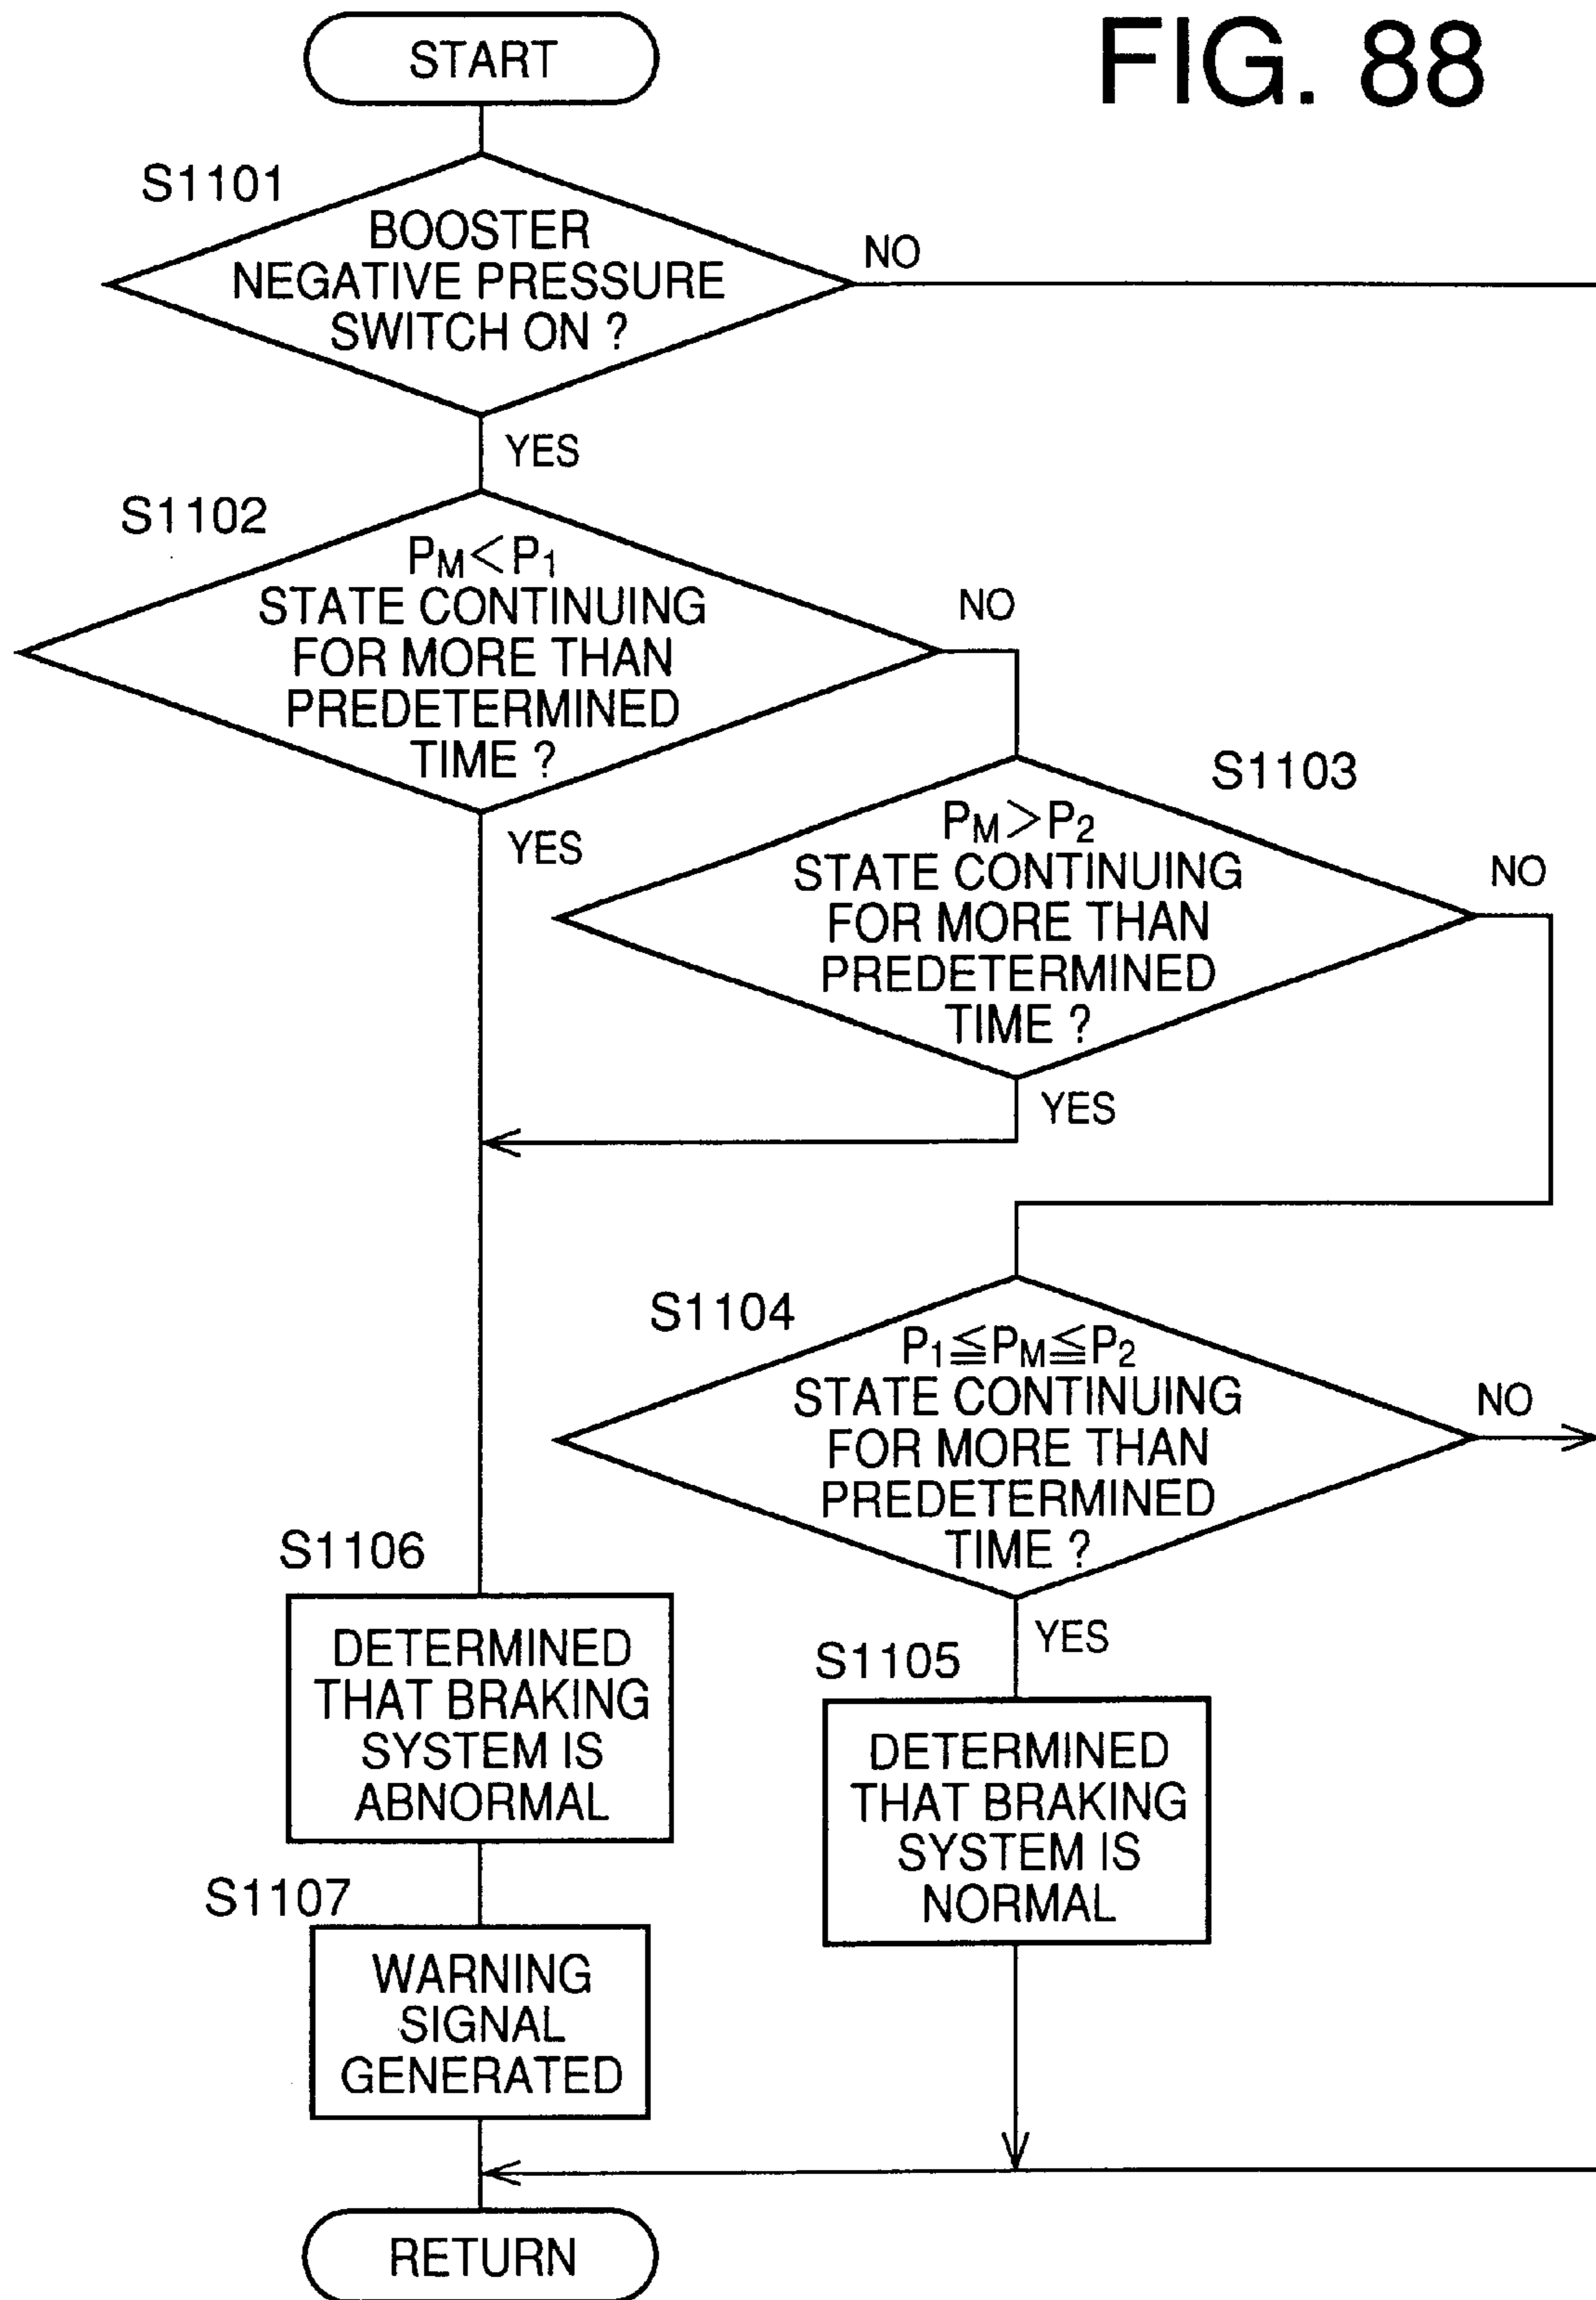 FIG. 88
START
S1101
BOOSTER
NEGATIVE PRESSURE
SWITCH ON ?
NO
YES
S1102
PM<P1
STATE CONTINUING
FOR MORE THAN
PREDETERMINED
TIME ?
NO
YES
S1103
PM>P2
STATE CONTINUING
FOR MORE THAN
PREDETERMINED
TIME ?
NO
YES
S1104
P1≦PM≦P2
STATE CONTINUING
FOR MORE THAN
PREDETERMINED
TIME ?
NO
YES
S1106
DETERMINED
THAT BRAKING
SYSTEM IS
ABNORMAL
S1105
DETERMINED
THAT BRAKING
SYSTEM IS
NORMAL
S1107
WARNING
SIGNAL
GENERATED
RETURN